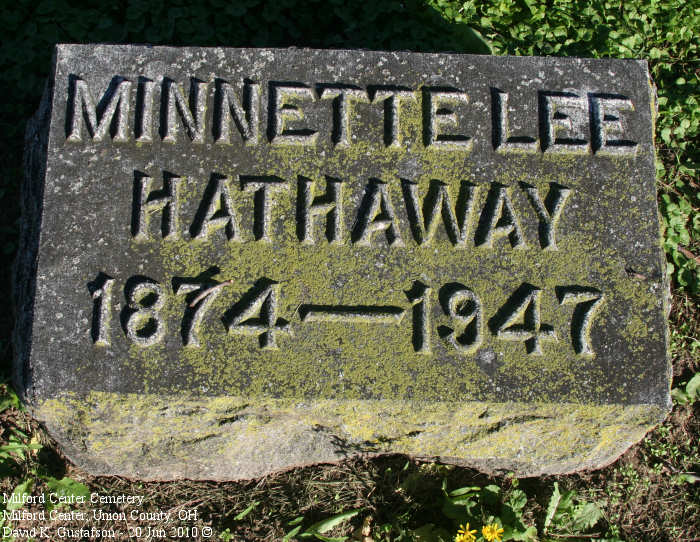 MINNETTE LEE
HATHAWAY
1874—1947
Milford Center Cemetery
Milford Center, Union County, OH
David K. Gustafson - 20 Jun 2010 ©